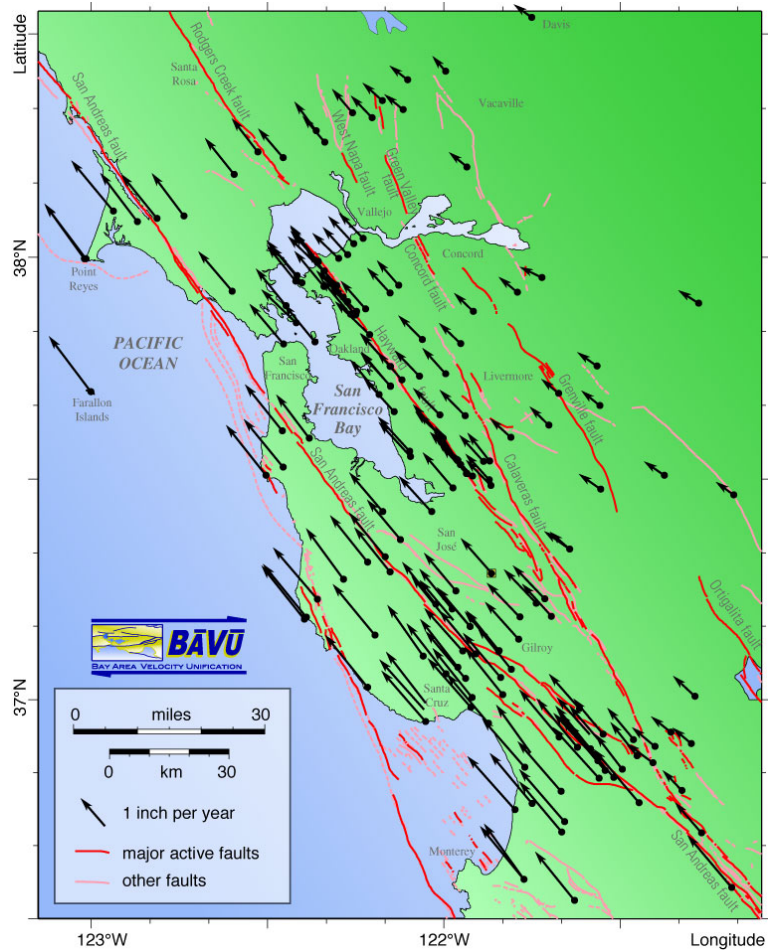 Latitude
Davis
Rodgers Creek fault
Santa
Rosa
San Andreas fault
Vacaville
West Napa fault
Green Valley
fault
Vallejo
38°N
Concord
Concord fault
Point
Reyes
PACIFIC
OCEAN
Hayward
fault
Oakland
San
Francisco
Livermore
Grenville fault
San
Francisco
Bay
Farallon
Islands
San Andreas fault
Calaveras fault
San
José
Ortigalita fault
BĀVŪ
BAY AREA VELOCITY UNIFICATION
Gilroy
37°N
Santa
Cruz
0 miles 30
0 km 30
1 inch per year
major active faults
other faults
Monterey
San Andreas fault
123°W
122°W
Longitude